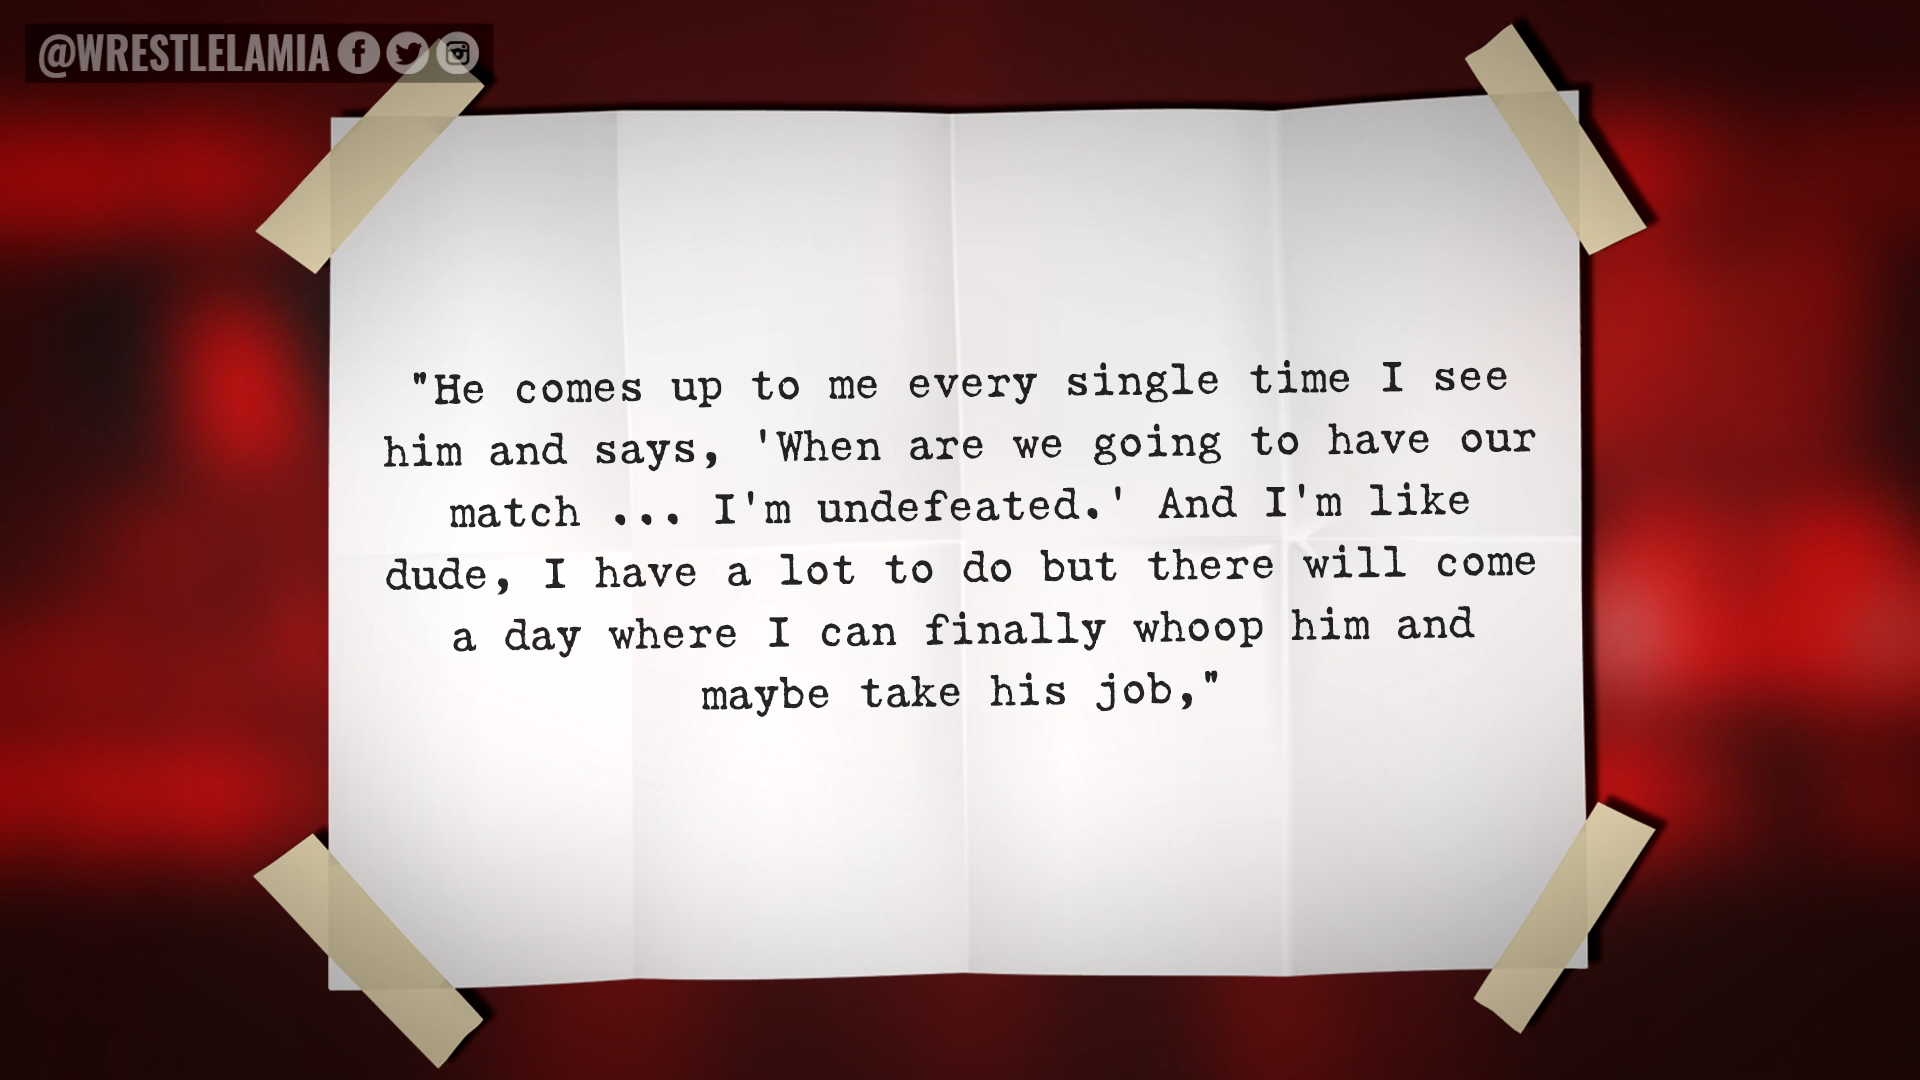 @WRESTLELAMIA
"He comes up to me every single time I see
him and says, 'When are we going to have our
match ... I'm undefeated.' And I'm like
dude, I have a lot to do but there will come
a day where I can finally whoop him and
maybe take his job,"